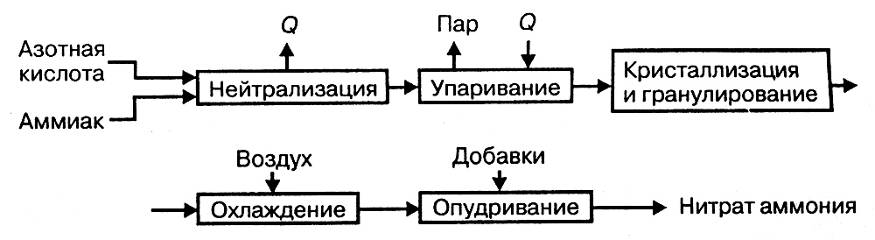 Азотная
кислота
Аммиак
Q
Нейтрализация
Пар
Q
Упаривание
Кристаллизация
и гранулирование
Воздух
Охлаждение
Добавки
Опудривание
Нитрат аммония